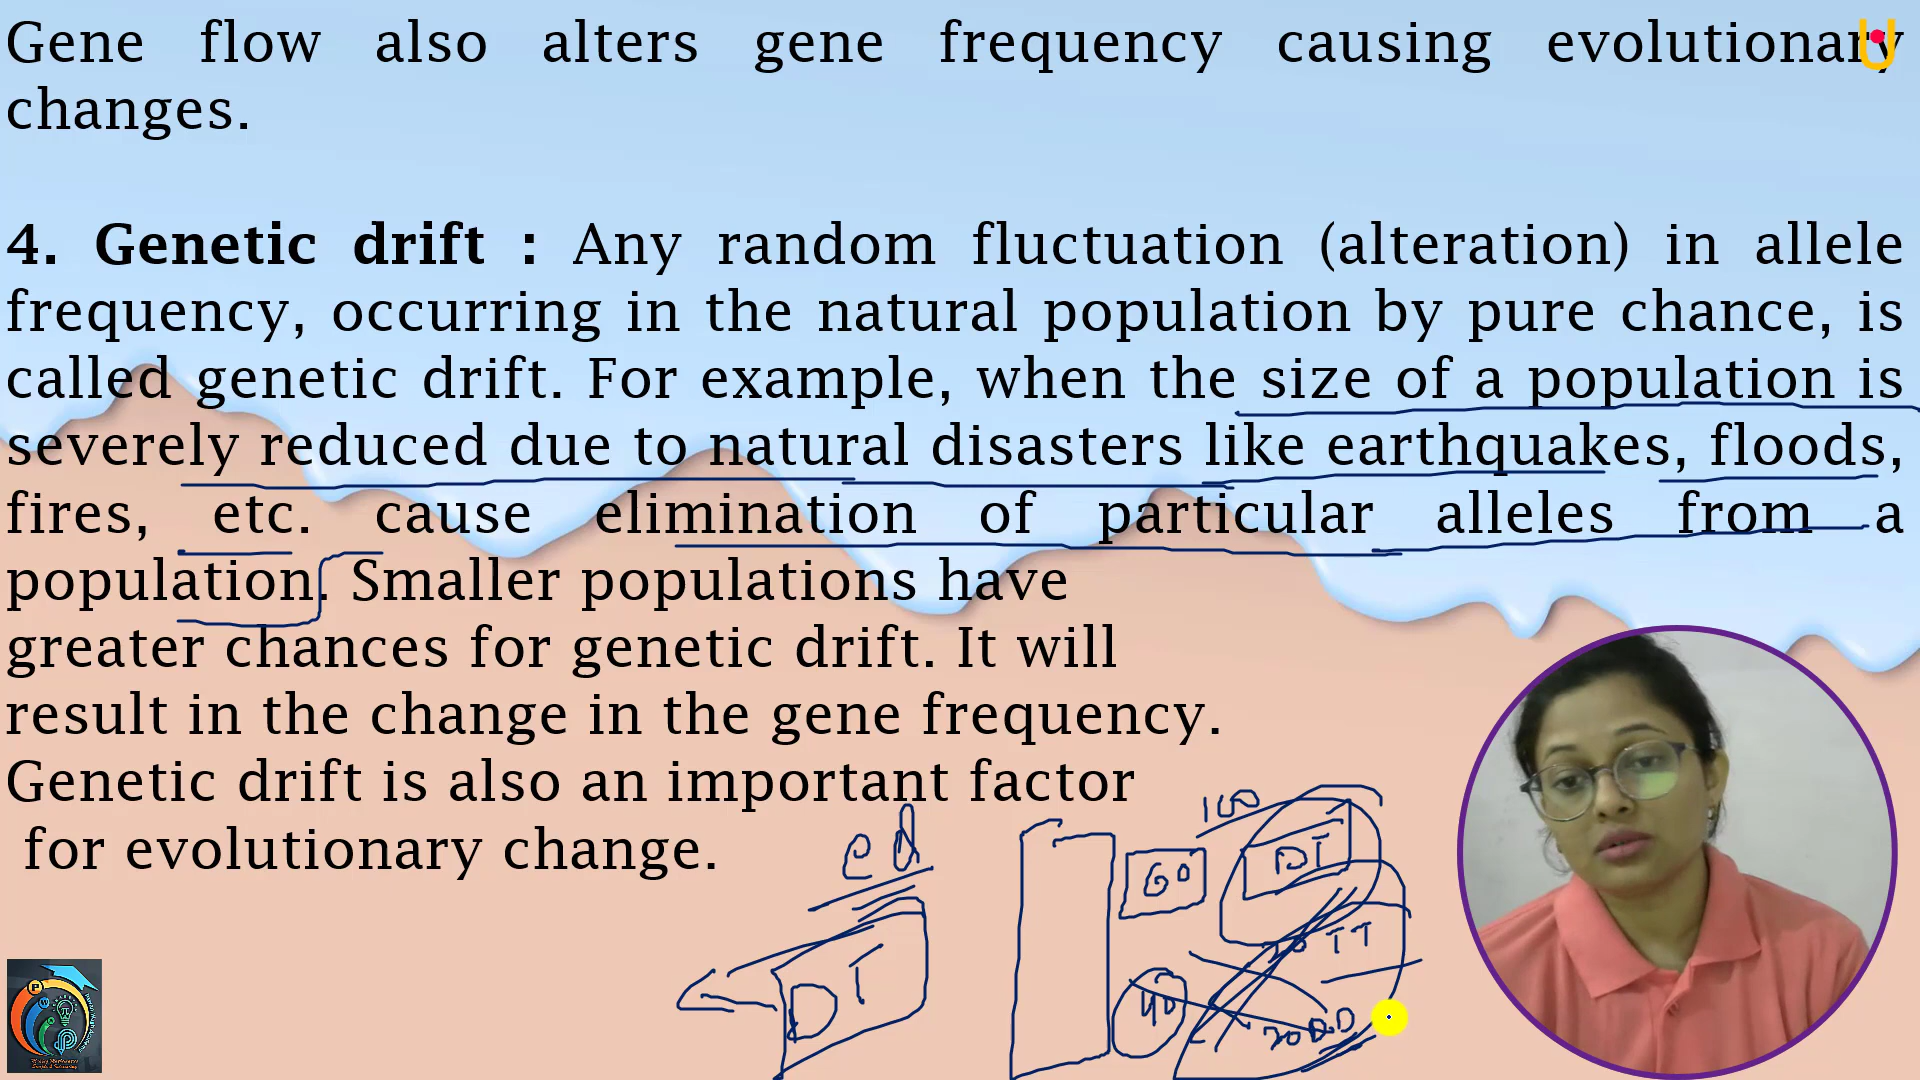 Gene flow also alters gene frequency causing evolutionary
changes.
4. Genetic drift : Any random fluctuation (alteration) in allele
frequency, occurring in the natural population by pure chance, is
called genetic drift. For example, when the size of a population is
severely reduced due to natural disasters like earthquakes, floods,
fires, etc. cause elimination of particular alleles from a
population. Smaller populations have
greater chances for genetic drift. It will
result in the change in the gene frequency.
Genetic drift is also an important factor
for evolutionary change.
100
60 DT
TT
DT
40
20 DD